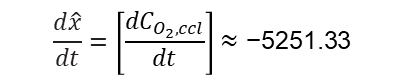 dx̂/dt = [dC_{O₂,ccl}/dt] ≈ −5251.33